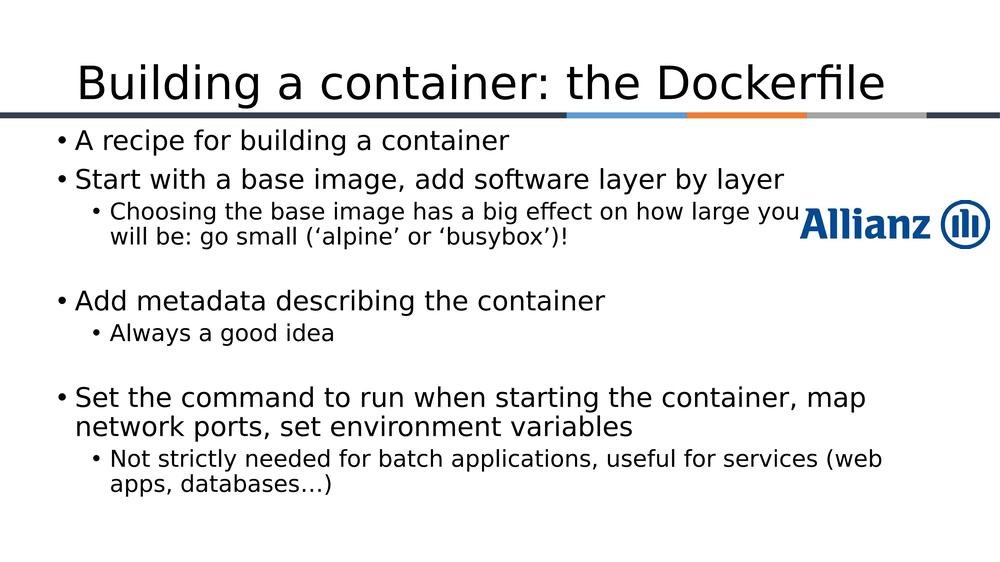 Building a container: the Dockerfile
• A recipe for building a container
• Start with a base image, add software layer by layer
• Choosing the base image has a big effect on how large you
will be: go small (‘alpine’ or ‘busybox’)!
Allianz
• Add metadata describing the container
• Always a good idea
• Set the command to run when starting the container, map
network ports, set environment variables
• Not strictly needed for batch applications, useful for services (web
apps, databases…)